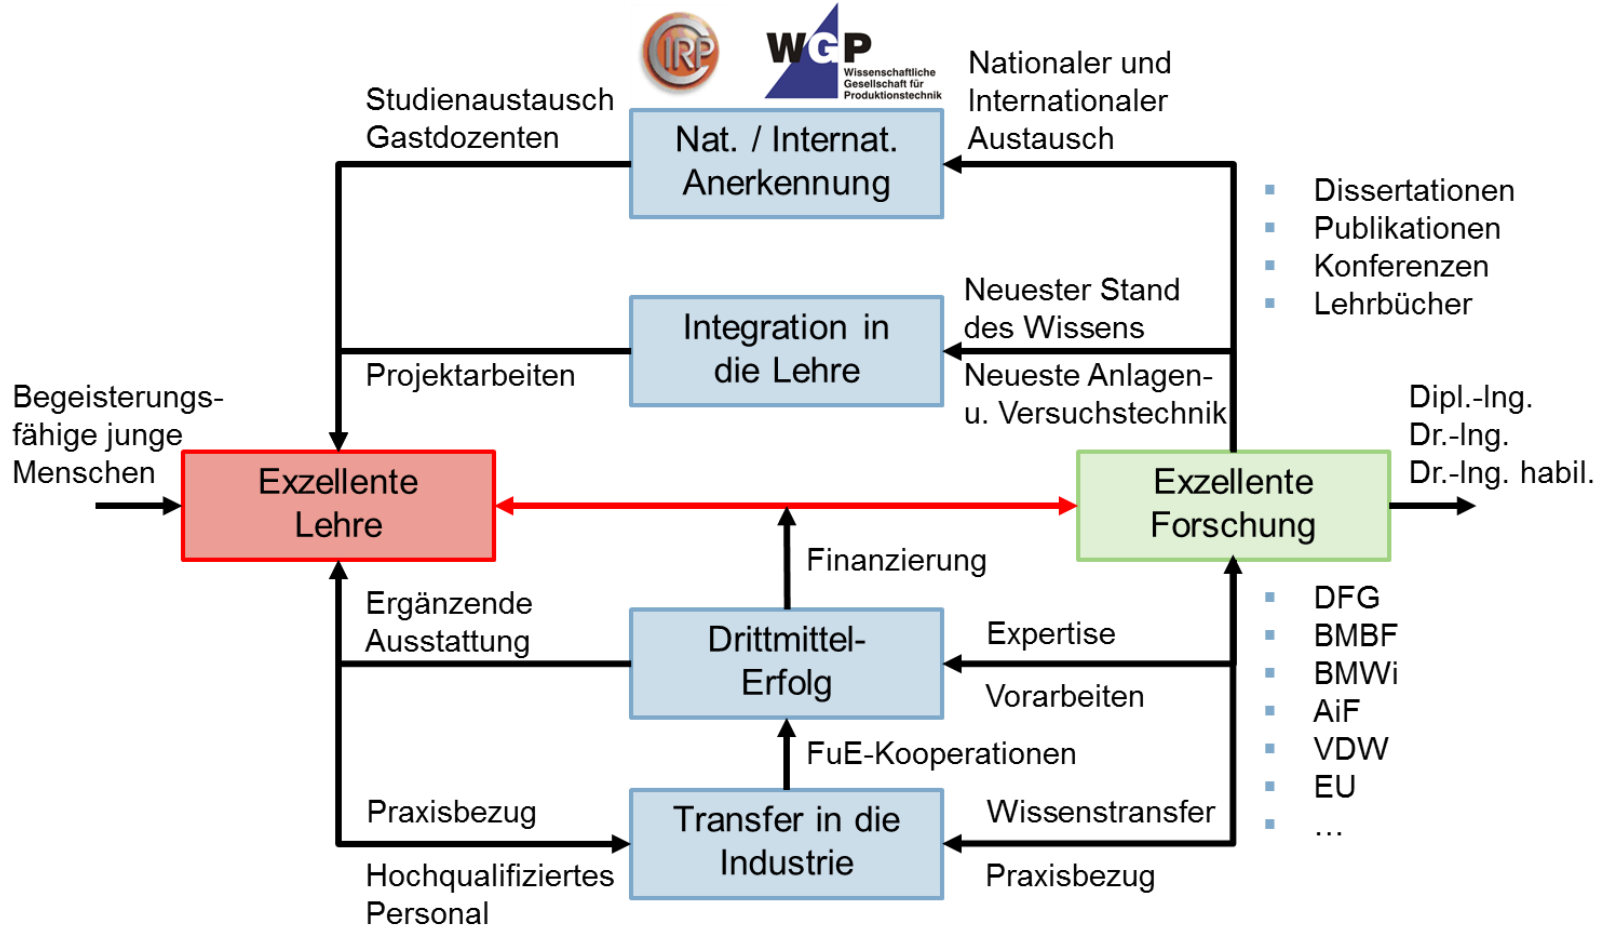 CIRP
WGP
Wissenschaftliche
Gesellschaft für
Produktionstechnik
Studienaustausch
Gastdozenten
Nat. / Internat.
Anerkennung
Nationaler und
Internationaler
Austausch
Dissertationen
Publikationen
Konferenzen
Lehrbücher
Projektarbeiten
Integration in
die Lehre
Neuester Stand
des Wissens
Neueste Anlagen-
u. Versuchstechnik
Begeisterungs-
fähige junge
Menschen
Exzellente
Lehre
Exzellente
Forschung
Dipl.-Ing.
Dr.-Ing.
Dr.-Ing. habil.
Finanzierung
Ergänzende
Ausstattung
Drittmittel-
Erfolg
Expertise
Vorarbeiten
DFG
BMBF
BMWi
AiF
VDW
EU
...
FuE-Kooperationen
Praxisbezug
Hochqualifiziertes
Personal
Transfer in die
Industrie
Wissenstransfer
Praxisbezug